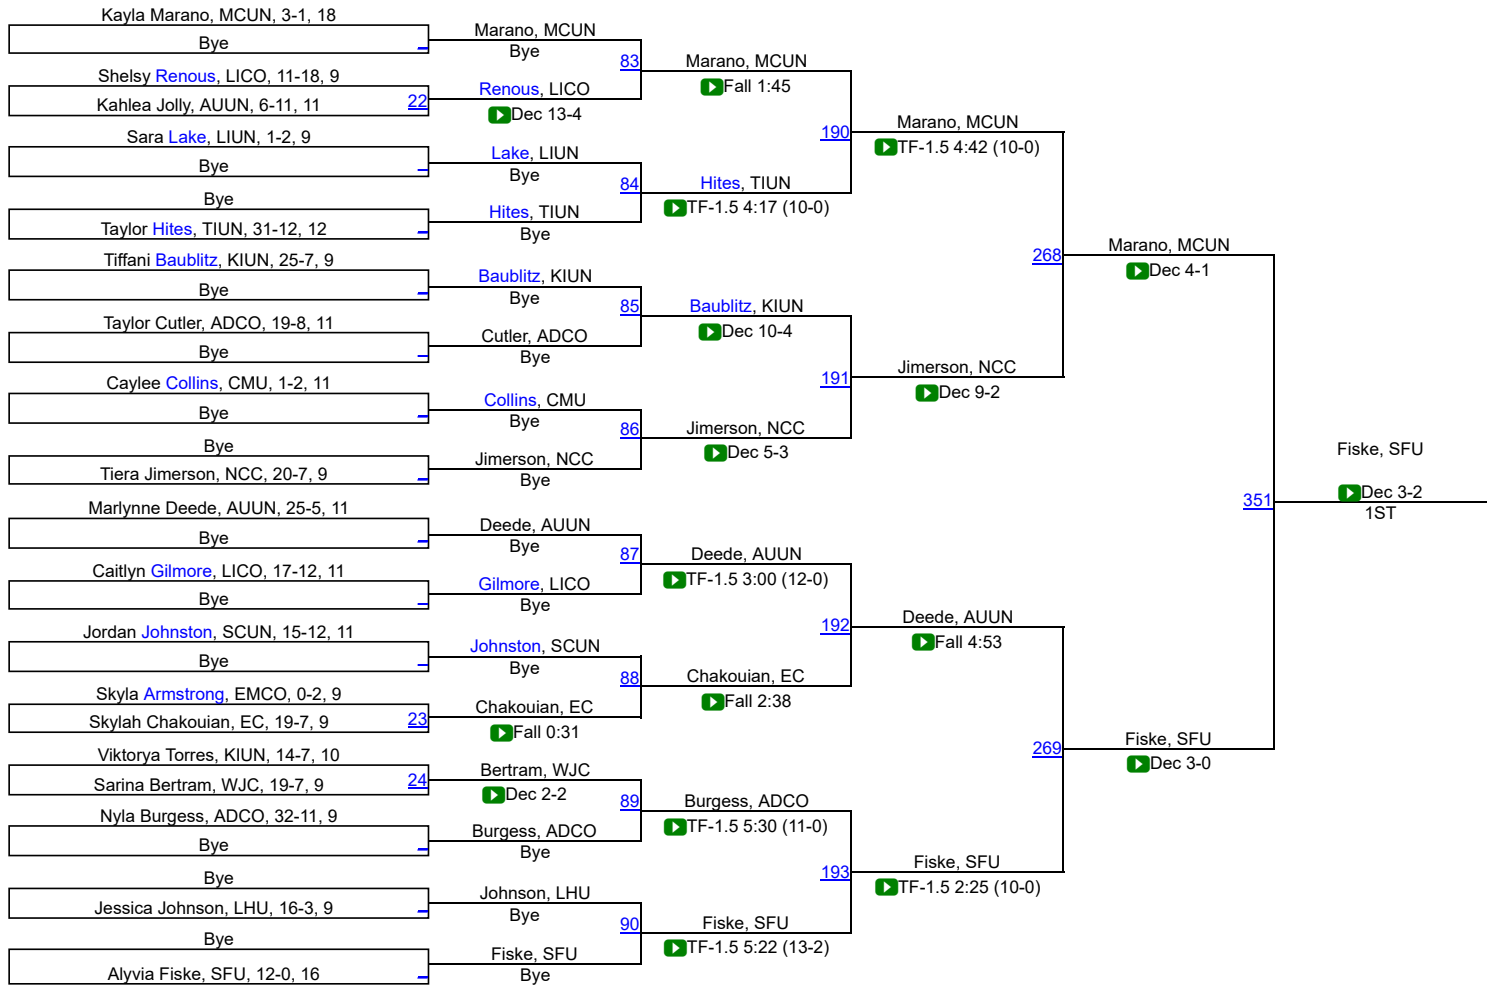 Kayla Marano, MCUN, 3-1, 18
Bye
Shelsy Renous, LICO, 11-18, 9
Kahlea Jolly, AUUN, 6-11, 11
22
Sara Lake, LIUN, 1-2, 9
Bye
Bye
Taylor Hites, TIUN, 31-12, 12
Tiffani Baublitz, KIUN, 25-7, 9
Bye
Taylor Cutler, ADCO, 19-8, 11
Bye
Caylee Collins, CMU, 1-2, 11
Bye
Bye
Tiera Jimerson, NCC, 20-7, 9
Marlynne Deede, AUUN, 25-5, 11
Bye
Caitlyn Gilmore, LICO, 17-12, 11
Bye
Jordan Johnston, SCUN, 15-12, 11
Bye
Skyla Armstrong, EMCO, 0-2, 9
Skylah Chakouian, EC, 19-7, 9
23
Viktorya Torres, KIUN, 14-7, 10
Sarina Bertram, WJC, 19-7, 9
24
Nyla Burgess, ADCO, 32-11, 9
Bye
Bye
Jessica Johnson, LHU, 16-3, 9
Bye
Alyvia Fiske, SFU, 12-0, 16
Marano, MCUN
Bye
83
Renous, LICO
Dec 13-4
Lake, LIUN
Bye
84
Hites, TIUN
Bye
Baublitz, KIUN
Bye
85
Cutler, ADCO
Bye
Collins, CMU
Bye
86
Jimerson, NCC
Bye
Deede, AUUN
Bye
87
Gilmore, LICO
Bye
Johnston, SCUN
Bye
88
Chakouian, EC
Fall 0:31
Bertram, WJC
Dec 2-2
89
Burgess, ADCO
Bye
Johnson, LHU
Bye
90
Fiske, SFU
Bye
Marano, MCUN
Fall 1:45
190
Hites, TIUN
TF-1.5 4:17 (10-0)
Baublitz, KIUN
Dec 10-4
191
Jimerson, NCC
Dec 5-3
Deede, AUUN
TF-1.5 3:00 (12-0)
192
Chakouian, EC
Fall 2:38
Burgess, ADCO
TF-1.5 5:30 (11-0)
193
Fiske, SFU
TF-1.5 5:22 (13-2)
Marano, MCUN
TF-1.5 4:42 (10-0)
268
Jimerson, NCC
Dec 9-2
Deede, AUUN
Fall 4:53
269
Fiske, SFU
TF-1.5 2:25 (10-0)
Marano, MCUN
Dec 4-1
351
Fiske, SFU
Dec 3-0
Fiske, SFU
Dec 3-2
1ST